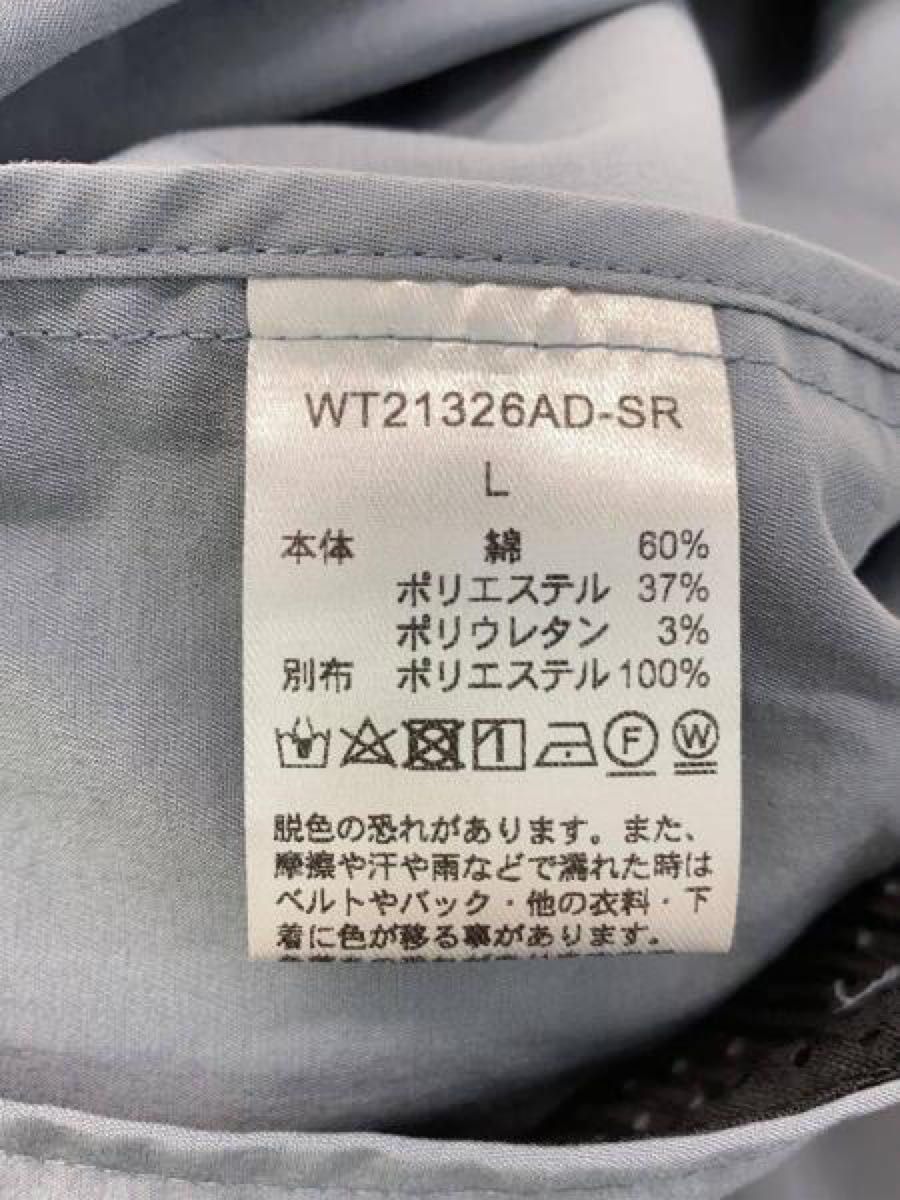 WT21326AD-SR
L
本体 綿 60%
ポリエステル 37%
ポリウレタン 3%
別布 ポリエステル 100%
F W
脱色の恐れがあります。また、
摩擦や汗や雨などで濡れた時は
ベルトやバック・他の衣料・下
着に色が移る事があります。